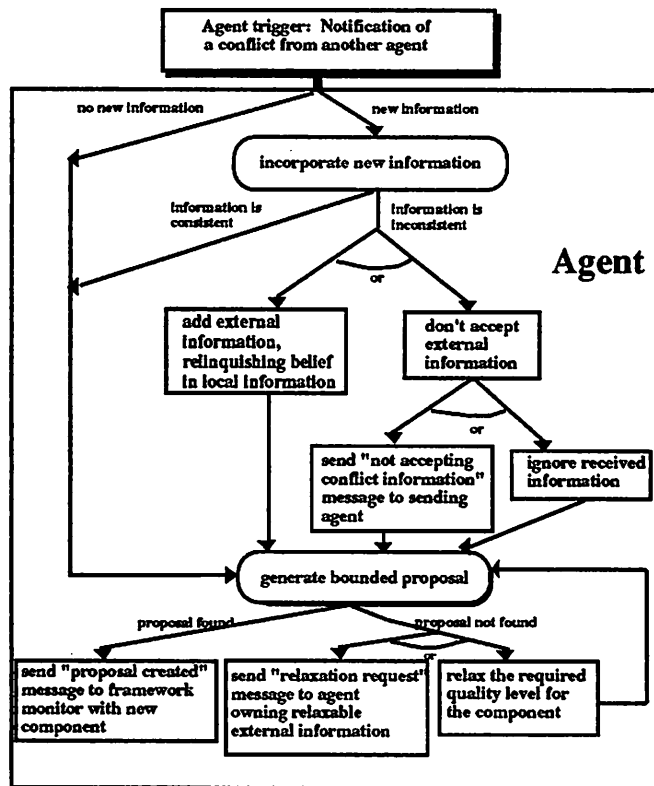 Agent trigger: Notification of
a conflict from another agent
no new information
new information
incorporate new information
Information is
consistent
Information is
inconsistent
Agent
or
add external
information,
relinquishing belief
in local information
don't accept
external
information
or
send "not accepting
conflict information"
message to sending
agent
ignore received
information
generate bounded proposal
proposal found
proposal not found
or
send "proposal created"
message to framework
monitor with new
component
send "relaxation request"
message to agent
owning relaxable
external information
relax the required
quality level for
the component